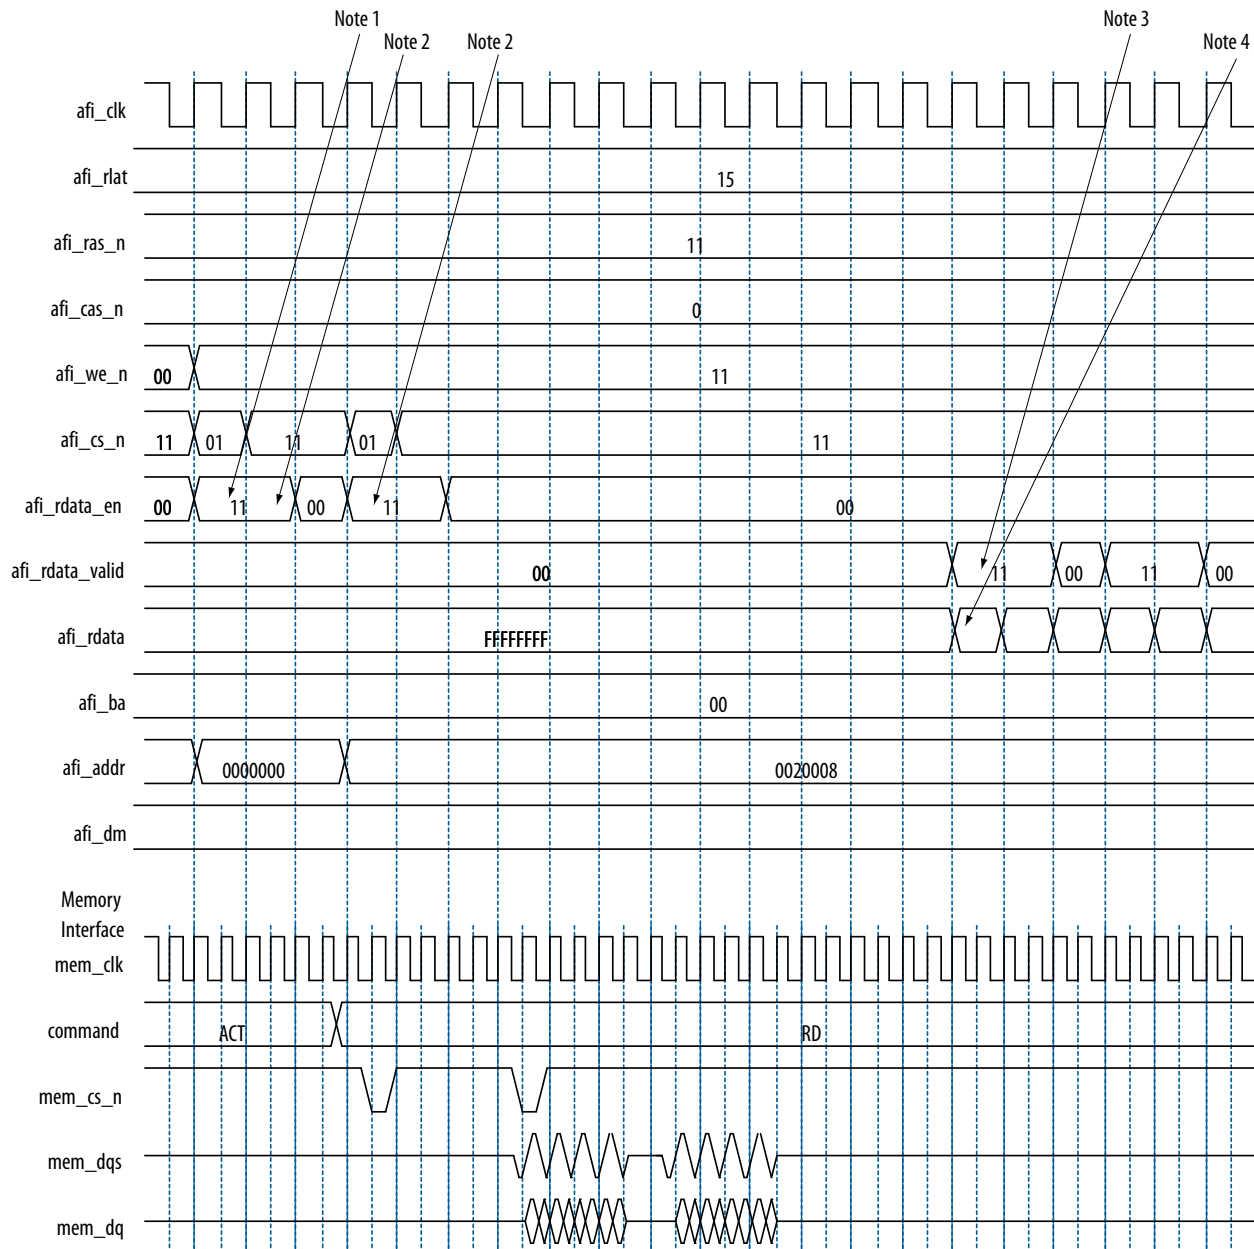 Note 1
Note 3
Note 2
Note 2
Note 4
afi_clk
afi_rlat
15
afi_ras_n
11
afi_cas_n
0
afi_we_n
00
11
afi_cs_n
11
01
11
01
11
afi_rdata_en
00
11
00
11
00
afi_rdata_valid
00
11
00
11
00
afi_rdata
FFFFFFFF
afi_ba
00
afi_addr
0000000
0020008
afi_dm
Memory
Interface
mem_clk
command
ACT
RD
mem_cs_n
mem_dqs
mem_dq